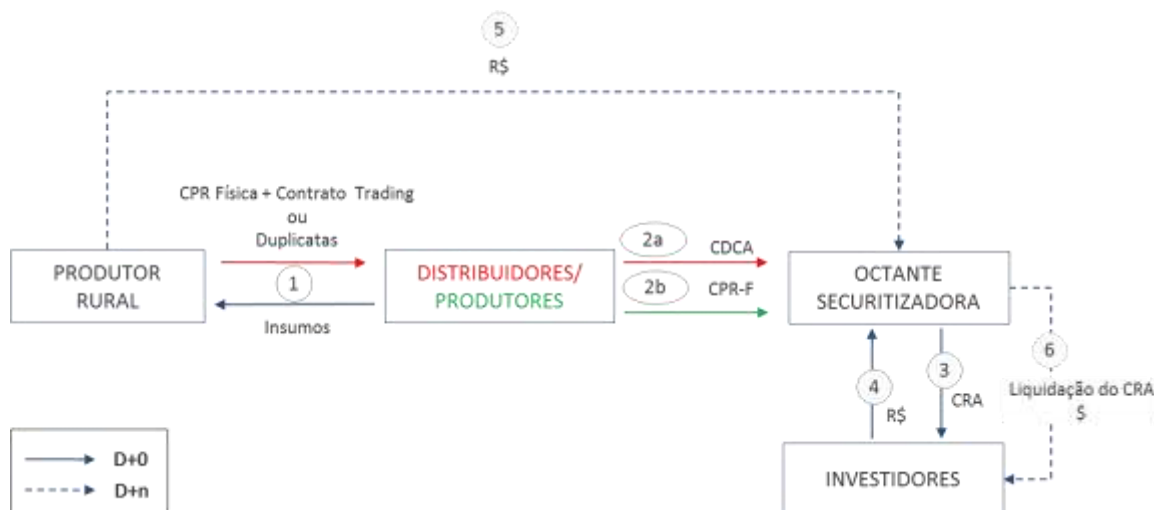 5
R$
CPR Física + Contrato Trading
ou
Duplicatas
1
Insumos
PRODUTOR
RURAL
DISTRIBUIDORES/
PRODUTORES
2a
CDCA
2b
CPR-F
OCTANTE
SECURITIZADORA
4
R$
3
CRA
6
Liquidação do CRA
$
INVESTIDORES
D+0
D+n